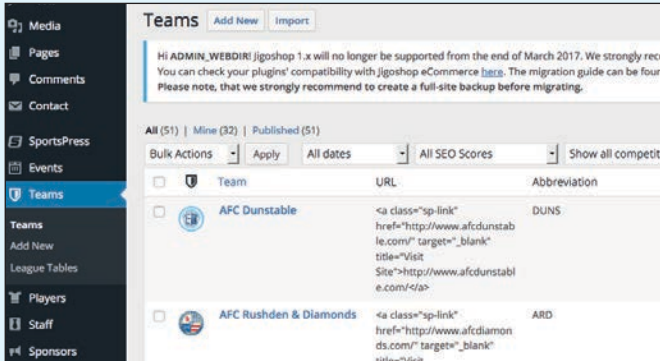 Media
Pages
Comments
Contact
SportsPress
Events
Teams
Teams
Add New
League Tables
Players
Staff
Sponsors
Teams Add New Import
Hi ADMIN_WEBDIR! Jigoshop 1.x will no longer be supported from the end of March 2017. We strongly
You can check your plugins' compatibility with Jigoshop eCommerce here. The migration guide can be
Please note, that we strongly recommend to create a full-site backup before migrating.
All (51) | Mine (32) | Published (51)
Bulk Actions Apply All dates All SEO Scores Show all
Team URL Abbreviation
AFC Dunstable
<a class="sp-link"
href="http://www.afcdunstab
le.com/" target="_blank"
title="Visit
Site">http://www.afcdunstabl
e.com/</a>
DUNS
AFC Rushden & Diamonds
<a class="sp-link"
href="http://www.afcdiamon
ds.com/" target="_blank"
title="Visit
ARD